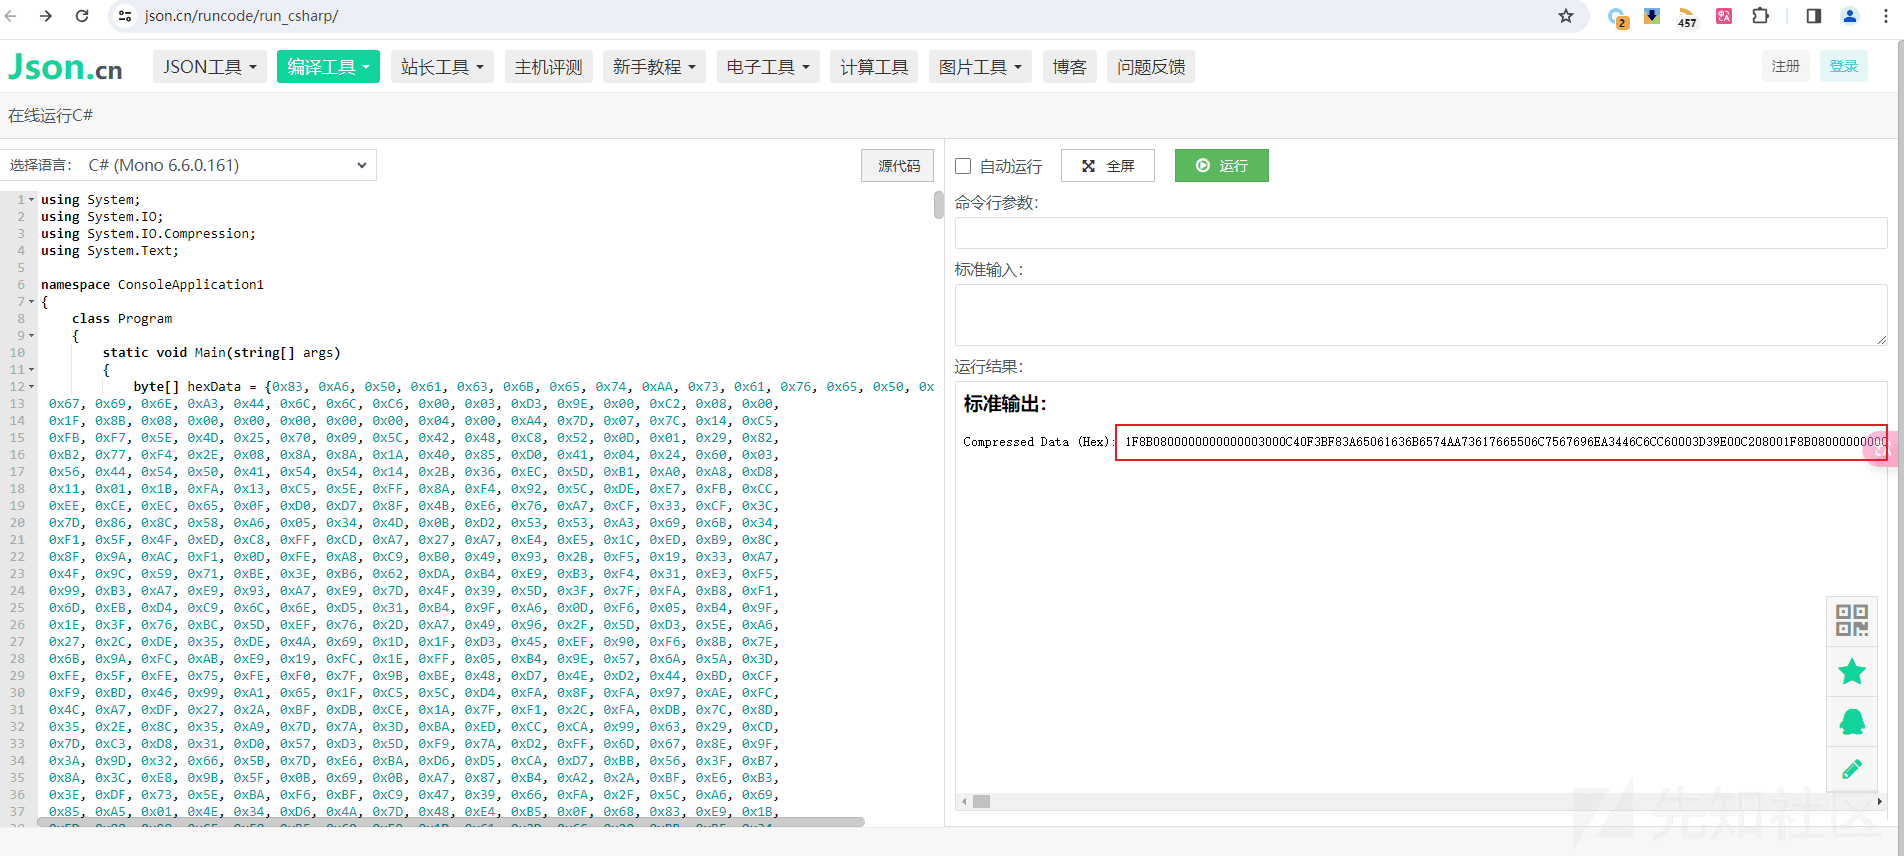 json.cn/runcode/run_csharp/
2
457
Json.cn
JSON工具 编译工具 站长工具 主机评测 新手教程 电子工具 计算工具 图片工具 博客 问题反馈
注册 登录
在线运行C#
选择语言: C# (Mono 6.6.0.161)
源代码
自动运行 全屏 运行
1 using System;
2 using System.IO;
3 using System.IO.Compression;
4 using System.Text;
5
6 namespace ConsoleApplication1
7 {
8 class Program
9 {
10 static void Main(string[] args)
11 {
12 byte[] hexData = {0x83, 0xA6, 0x50, 0x61, 0x63, 0x6B, 0x65, 0x74, 0xAA, 0x73, 0x61, 0x76, 0x65, 0x50, 0x
13 0x67, 0x69, 0x6E, 0xA3, 0x44, 0x6C, 0x6C, 0xC6, 0x00, 0x03, 0xD3, 0x9E, 0x00, 0xC2, 0x08, 0x00,
14 0x1F, 0x8B, 0x08, 0x00, 0x00, 0x00, 0x00, 0x00, 0x04, 0x00, 0xA4, 0x7D, 0x07, 0x7C, 0x14, 0xC5,
15 0xFB, 0xF7, 0x5E, 0x4D, 0x25, 0x70, 0x09, 0x5C, 0x42, 0x48, 0xC8, 0x52, 0x0D, 0x01, 0x29, 0x82,
16 0xB2, 0x77, 0xF4, 0x2E, 0x08, 0x8A, 0x8A, 0x1A, 0x40, 0x85, 0xD0, 0x41, 0x04, 0x24, 0x60, 0x03,
17 0x56, 0x44, 0x54, 0x50, 0x41, 0x54, 0x54, 0x14, 0x2B, 0x36, 0xEC, 0x5D, 0xB1, 0xA0, 0xA8, 0xD8,
18 0x11, 0x01, 0x1B, 0xFA, 0x13, 0xC5, 0x5E, 0xFF, 0x8A, 0xF4, 0x92, 0x5C, 0xDE, 0xE7, 0xFB, 0xCC,
19 0xEE, 0xCE, 0xEC, 0x65, 0x0F, 0xD0, 0xD7, 0x8F, 0x4B, 0xE6, 0x76, 0xA7, 0xCF, 0x33, 0xCF, 0x3C,
20 0x7D, 0x86, 0x8C, 0x58, 0xA6, 0x05, 0x34, 0x4D, 0x0B, 0xD2, 0x53, 0x53, 0xA3, 0x69, 0x6B, 0x34,
21 0xF1, 0x5F, 0x4F, 0xED, 0xC8, 0xFF, 0xCD, 0xA7, 0x27, 0xA7, 0xE4, 0xE5, 0x1C, 0xED, 0xB9, 0x8C,
22 0x8F, 0x9A, 0xAC, 0xF1, 0x0D, 0xFE, 0xA8, 0xC9, 0xB0, 0x49, 0x93, 0x2B, 0xF5, 0x19, 0x33, 0xA7,
23 0x4F, 0x9C, 0x59, 0x71, 0xBE, 0x3E, 0xB6, 0x62, 0xDA, 0xB4, 0xE9, 0xB3, 0xF4, 0x31, 0xE3, 0xF5,
24 0x99, 0xB3, 0xA7, 0xE9, 0x93, 0xA7, 0xE9, 0x7D, 0x4F, 0x39, 0x5D, 0x3F, 0x7F, 0xFA, 0xB8, 0xF1,
25 0x6D, 0xEB, 0xD4, 0xC9, 0x6C, 0x6E, 0xD5, 0x31, 0xB4, 0x9F, 0xA6, 0x0D, 0xF6, 0x05, 0xB4, 0x9F,
26 0x1E, 0x3F, 0x76, 0xBC, 0x5D, 0xEF, 0x76, 0x2D, 0xA7, 0x49, 0x96, 0x2F, 0x5D, 0xD3, 0x5E, 0xA6,
27 0x27, 0x2C, 0xDE, 0x35, 0xDE, 0x4A, 0x69, 0x1D, 0x1F, 0xD3, 0x45, 0xEF, 0x90, 0xF6, 0x8B, 0x7E,
28 0x6B, 0x9A, 0xFC, 0xAB, 0xE9, 0x19, 0xFC, 0x1E, 0xFF, 0x05, 0xB4, 0x9E, 0x57, 0x6A, 0x5A, 0x3D,
29 0xFE, 0x5F, 0xFE, 0x75, 0xFE, 0xF0, 0x7F, 0x9B, 0xBE, 0x48, 0xD7, 0x4E, 0xD2, 0x44, 0xBD, 0xCF,
30 0xF9, 0xBD, 0x46, 0x99, 0xA1, 0x65, 0x1F, 0xC5, 0x5C, 0xD4, 0xFA, 0x8F, 0xFA, 0x97, 0xAE, 0xFC,
31 0x4C, 0xA7, 0xDF, 0x27, 0x2A, 0xBF, 0xDB, 0xCE, 0x1A, 0x7F, 0xF1, 0x2C, 0xFA, 0xDB, 0x7C, 0x8D,
32 0x35, 0x2E, 0x8C, 0x35, 0xA9, 0x7D, 0x7A, 0x3D, 0xBA, 0xED, 0xCC, 0xCA, 0x99, 0x63, 0x29, 0xCD,
33 0x7D, 0xC3, 0xD8, 0x31, 0xD0, 0x57, 0xD3, 0x5D, 0xF9, 0x7A, 0xD2, 0xFF, 0x6D, 0x67, 0x8E, 0x9F,
34 0x3A, 0x9D, 0x32, 0x66, 0x5B, 0x7D, 0xE6, 0xBA, 0xD6, 0xD5, 0xCA, 0xD7, 0xBB, 0x56, 0x3F, 0xB7,
35 0x8A, 0x3C, 0xE8, 0x9B, 0x5F, 0x0B, 0x69, 0x0B, 0xA7, 0x87, 0xB4, 0xA2, 0x2A, 0xBF, 0xE6, 0xB3,
36 0x3E, 0xDF, 0x73, 0x5E, 0xBA, 0xF6, 0xBF, 0xC9, 0x47, 0x39, 0x66, 0xFA, 0x2F, 0x5C, 0xA6, 0x69,
37 0x85, 0xA5, 0x01, 0x4E, 0x34, 0xD6, 0x4A, 0x7D, 0x48, 0xE4, 0xB5, 0x0F, 0x68, 0x83, 0xE9, 0x1B,
命令行参数:
标准输入:
运行结果:
标准输出:
Compressed Data (Hex): 1F8B0800000000000003000C40F3BF83A65061636B6574AA73617665506C7567696EA3446C6CC60003D39E00C208001F8B08000000000
先知社区